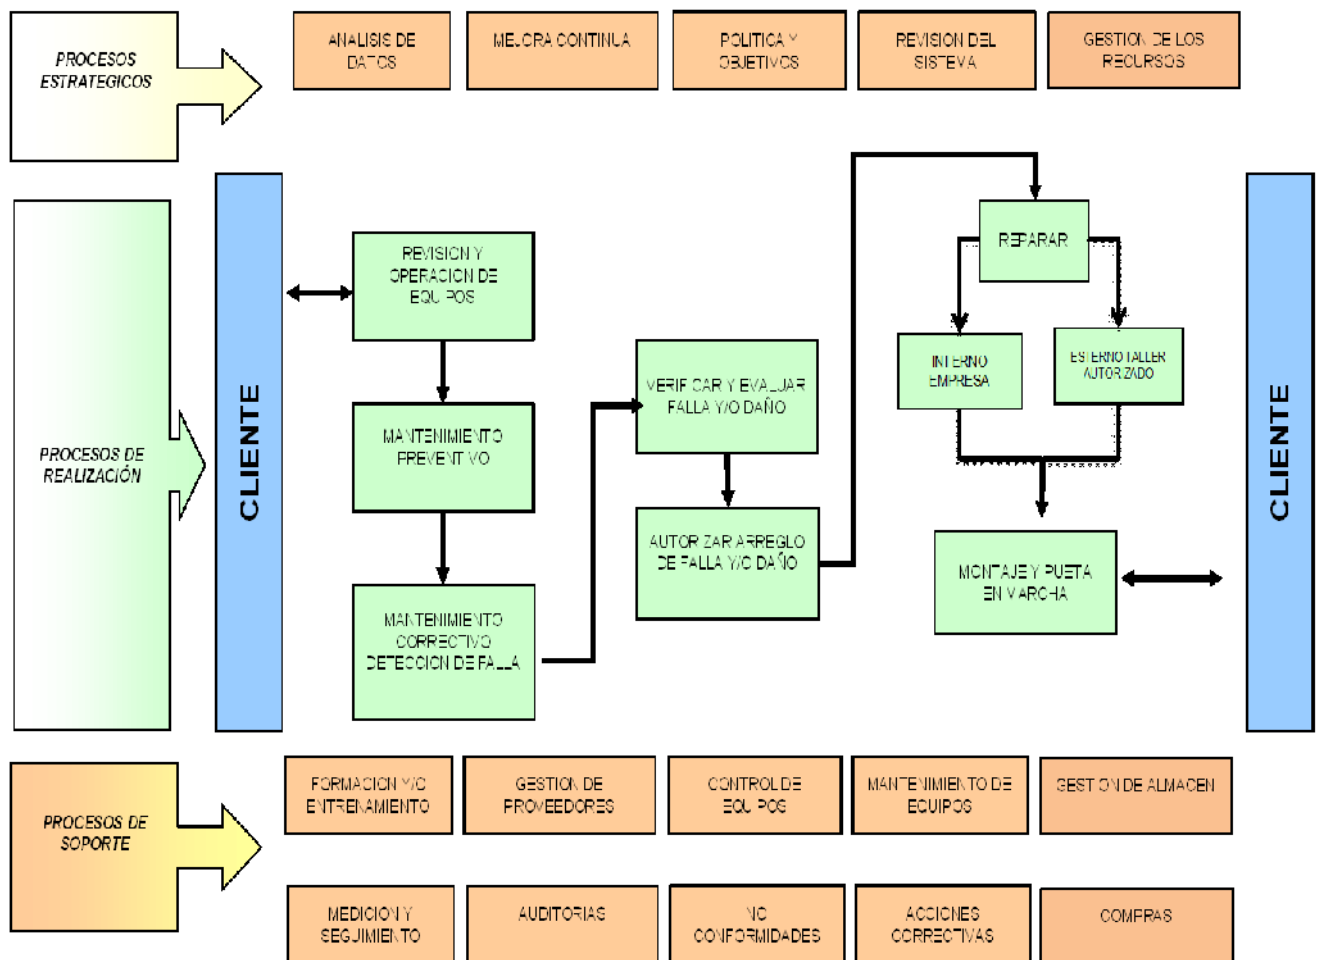 PROCESOS
ESTRATEGICOS
ANALISIS DE
DATOS
MEJORA CONTINUA
POLITICA Y
OBJETIVOS
REVISION DEL
SISTEMA
GESTION DE LOS
RECURSOS
PROCESOS DE
REALIZACIÓN
CLIENTE
REVISION Y
OPERACION DE
EQUIPOS
MANTENIMIENTO
PREVENTIVO
MANTENIMIENTO
CORRECTIVO
DETECCION DE FALLA
VERIFICAR Y EVALUAR
FALLA Y/O DAÑO
AUTORIZAR ARREGLO
DE FALLA Y/O DAÑO
REPARAR
INTERNO
EMPRESA
ESTERNO TALLER
AUTORIZADO
MONTAJE Y PUETA
EN MARCHA
CLIENTE
PROCESOS DE
SOPORTE
FORMACION Y/O
ENTRENAMIENTO
GESTION DE
PROVEEDORES
CONTROL DE
EQUIPOS
MANTENIMIENTO DE
EQUIPOS
GESTION DE ALMACEN
MEDICION Y
SEGUIMIENTO
AUDITORIAS
NO
CONFORMIDADES
ACCIONES
CORRECTIVAS
COMPRAS